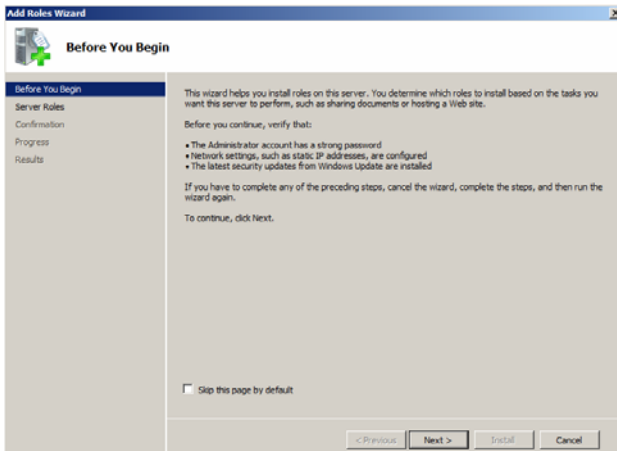 Add Roles Wizard
Before You Begin
Before You Begin
Server Roles
Confirmation
Progress
Results
This wizard helps you install roles on this server. You determine which roles to install based on the tasks you
want this server to perform, such as sharing documents or hosting a Web site.
Before you continue, verify that:
• The Administrator account has a strong password
• Network settings, such as static IP addresses, are configured
• The latest security updates from Windows Update are installed
If you have to complete any of the preceding steps, cancel the wizard, complete the steps, and then run the
wizard again.
To continue, click Next.
Skip this page by default
< Previous
Next >
Install
Cancel